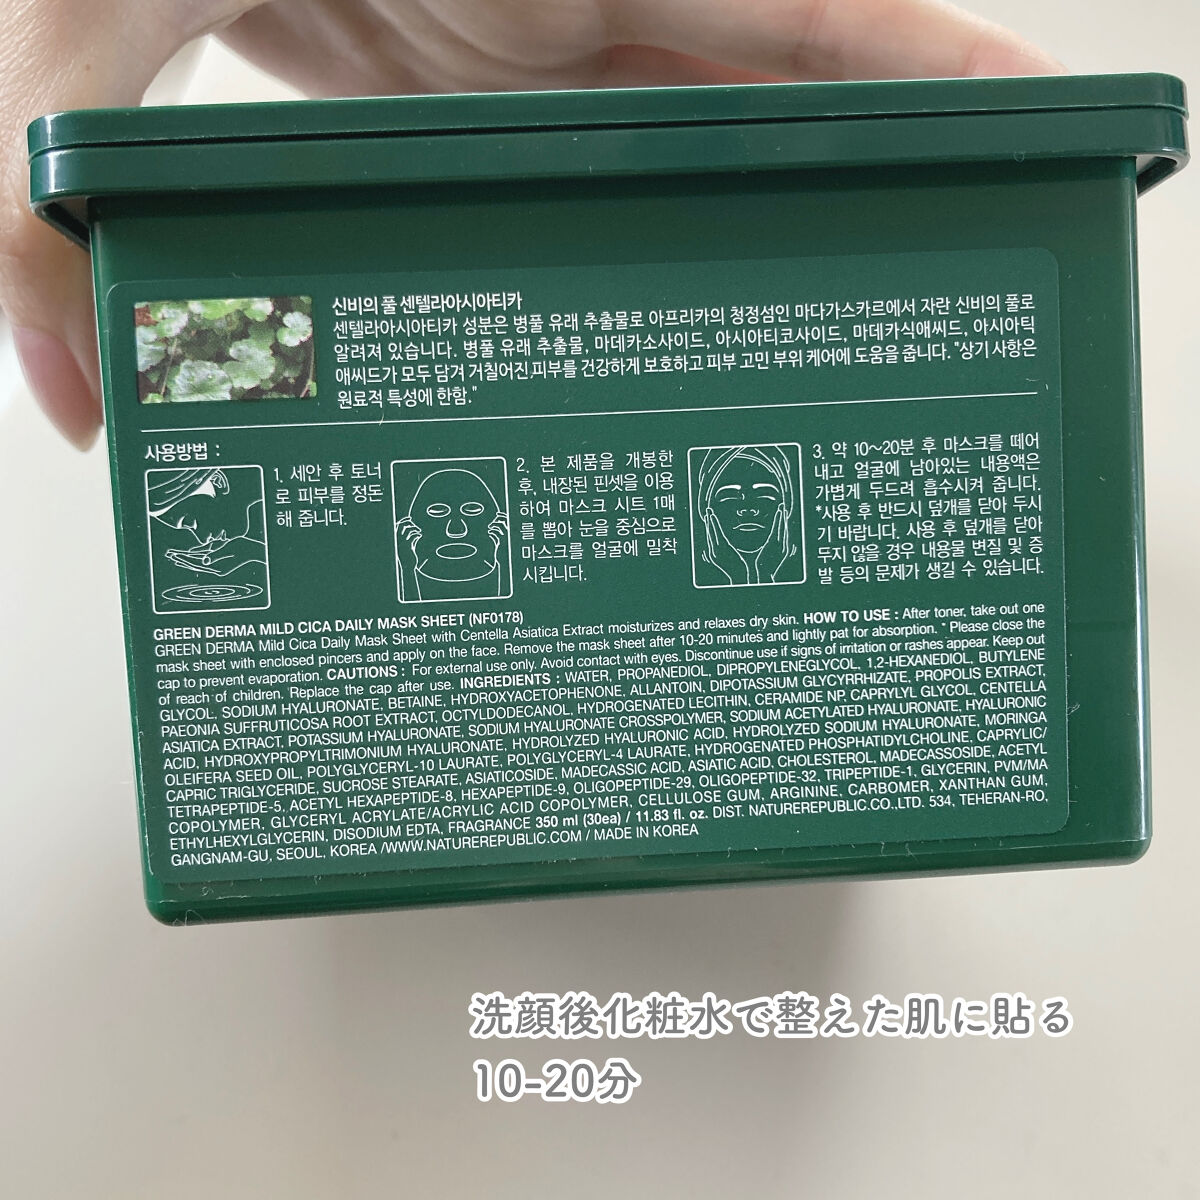 신비의 풀 센텔라아시아티카
센텔라아시아티카 성분은 병풀 유래 추출물로 아프리카의 청정섬인 마다가스카르에서 자란 신비의 풀로
알려져 있습니다. 병풀 유래 추출물, 마데카소사이드, 아시아티코사이드, 마데카식애씨드, 아시아틱
애씨드가 모두 담겨 거칠어진 피부를 건강하게 보호하고 피부 고민 부위 케어에 도움을 줍니다. "상기 사항은
원료적 특성에 한함."
사용방법 :
1. 세안 후 토너
로 피부를 정돈
해 줍니다.
2. 본 제품을 개봉한
후, 내장된 핀셋을 이용
하여 마스크 시트 1매
를 뽑아 눈을 중심으로
마스크를 얼굴에 밀착
시킵니다.
3. 약 10~20분 후 마스크를 떼어
내고 얼굴에 남아있는 내용액은
가볍게 두드려 흡수시켜 줍니다.
*사용 후 반드시 덮개를 닫아 두시
기 바랍니다. 사용 후 덮개를 닫아
두지 않을 경우 내용물 변질 및 증
발 등의 문제가 생길 수 있습니다.
GREEN DERMA MILD CICA DAILY MASK SHEET (NF0178)
GREEN DERMA Mild Cica Daily Mask Sheet with Centella Asiatica Extract moisturizes and relaxes dry skin. HOW TO USE : After toner, take out one
mask sheet with enclosed pincers and apply on the face. Remove the mask sheet after 10-20 minutes and lightly pat for absorption. * Please close the
cap to prevent evaporation. CAUTIONS : For external use only. Avoid contact with eyes. Discontinue use if signs of irritation or rashes appear. Keep out
of reach of children. Replace the cap after use. INGREDIENTS : WATER, PROPANEDIOL, DIPROPYLENEGLYCOL, 1,2-HEXANEDIOL, BUTYLENE
GLYCOL, SODIUM HYALURONATE, BETAINE, HYDROXYACETOPHENONE, ALLANTOIN, DIPOTASSIUM GLYCYRRHIZATE, PROPOLIS EXTRACT,
PAEONIA SUFFRUTICOSA ROOT EXTRACT, OCTYLDODECANOL, HYDROGENATED LECITHIN, CERAMIDE NP, CAPRYLYL GLYCOL, CENTELLA
ASIATICA EXTRACT, POTASSIUM HYALURONATE, SODIUM HYALURONATE CROSSPOLYMER, SODIUM ACETYLATED HYALURONATE, HYALURONIC
ACID, HYDROXYPROPYLTRIMONIUM HYALURONATE, HYDROLYZED HYALURONIC ACID, HYDROLYZED SODIUM HYALURONATE, MORINGA
OLEIFERA SEED OIL, POLYGLYCERYL-10 LAURATE, POLYGLYCERYL-4 LAURATE, HYDROGENATED PHOSPHATIDYLCHOLINE, CAPRYLIC/
CAPRIC TRIGLYCERIDE, SUCROSE STEARATE, ASIATICOSIDE, MADECASSIC ACID, ASIATIC ACID, CHOLESTEROL, MADECASSOSIDE, ACETYL
TETRAPEPTIDE-5, ACETYL HEXAPEPTIDE-8, HEXAPEPTIDE-9, OLIGOPEPTIDE-29, OLIGOPEPTIDE-32, TRIPEPTIDE-1, GLYCERIN, PVM/MA
COPOLYMER, GLYCERYL ACRYLATE/ACRYLIC ACID COPOLYMER, CELLULOSE GUM, ARGININE, CARBOMER, XANTHAN GUM,
ETHYLHEXYLGLYCERIN, DISODIUM EDTA, FRAGRANCE 350 ml (30ea) / 11.83 fl. oz. DIST. NATUREREPUBLIC.CO.,LTD. 534, TEHERAN-RO,
GANGNAM-GU, SEOUL, KOREA /WWW.NATUREREPUBLIC.COM / MADE IN KOREA
洗顔後化粧水で整えた肌に貼る
10-20分